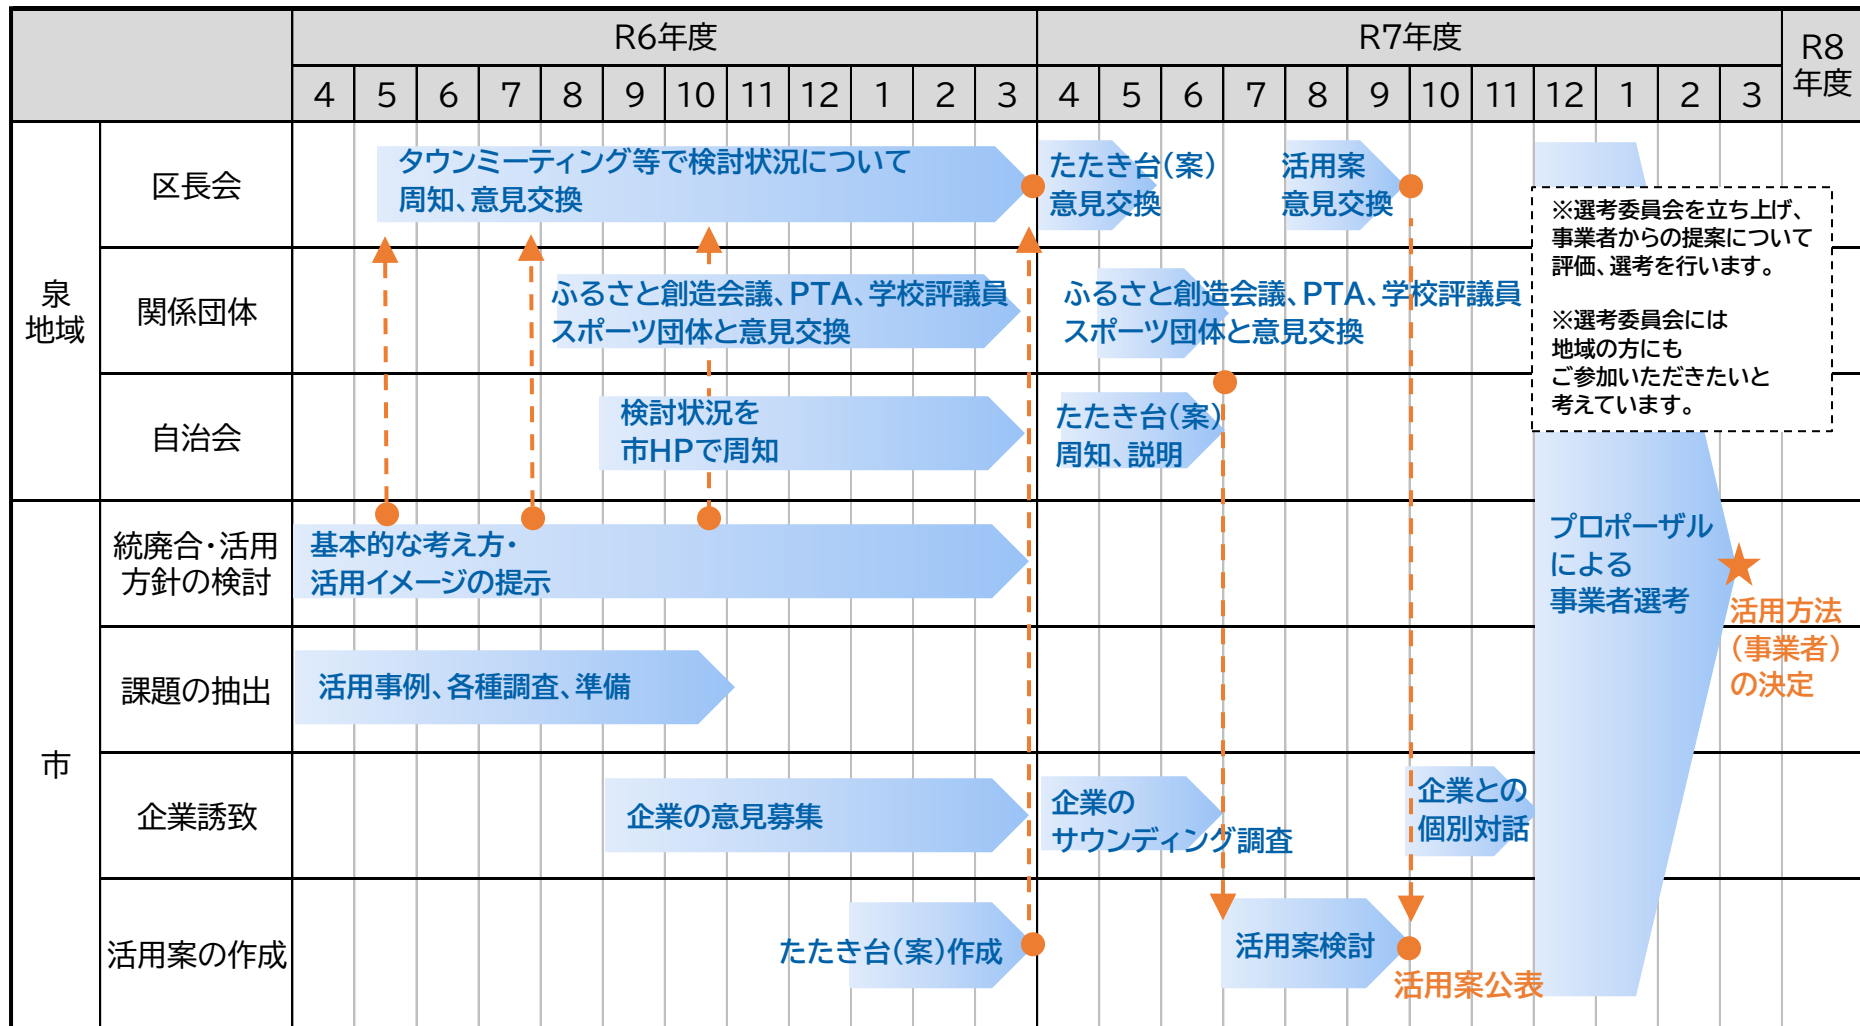 R6年度
R7年度
R8
年度
4 5 6 7 8 9 10 11 12 1 2 3 4 5 6 7 8 9 10 11 12 1 2 3
泉
地域
区長会
タウンミーティング等で検討状況について
周知、意見交換
たたき台(案)
意見交換
活用案
意見交換
※選考委員会を立ち上げ、
事業者からの提案について
評価、選考を行います。
※選考委員会には
地域の方にも
ご参加いただきたいと
考えています。
関係団体
ふるさと創造会議、PTA、学校評議員
スポーツ団体と意見交換
ふるさと創造会議、PTA、学校評議員
スポーツ団体と意見交換
自治会
検討状況を
市HPで周知
たたき台(案)
周知、説明
市
統廃合・活用
方針の検討
基本的な考え方・
活用イメージの提示
プロポーザル
による
事業者選考
活用方法
(事業者)
の決定
課題の抽出
活用事例、各種調査、準備
企業誘致
企業の意見募集
企業の
サウンディング調査
企業との
個別対話
活用案の作成
たたき台(案)作成
活用案検討
活用案公表